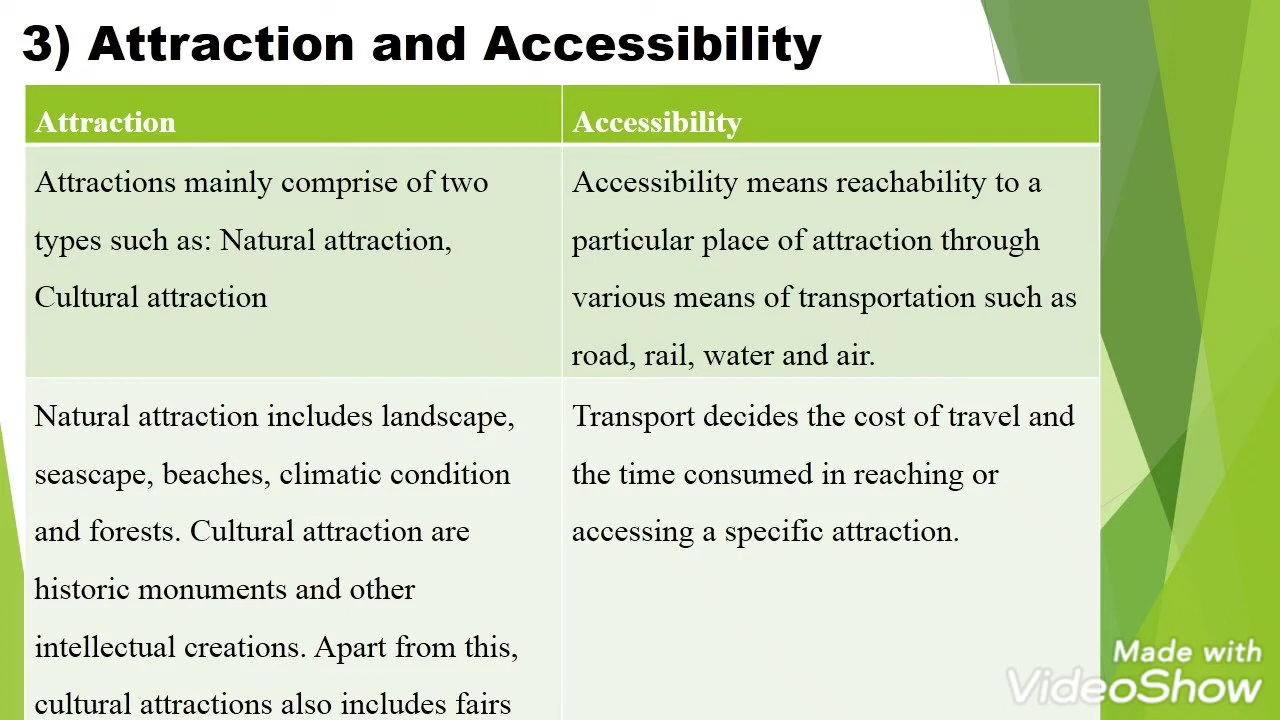 3) Attraction and Accessibility
Attraction
Accessibility
Attractions mainly comprise of two
types such as: Natural attraction,
Cultural attraction
Accessibility means reachability to a
particular place of attraction through
various means of transportation such as
road, rail, water and air.
Natural attraction includes landscape,
seascape, beaches, climatic condition
and forests. Cultural attraction are
historic monuments and other
intellectual creations. Apart from this,
cultural attractions also includes fairs
Transport decides the cost of travel and
the time consumed in reaching or
accessing a specific attraction.
Made with
VideoShow